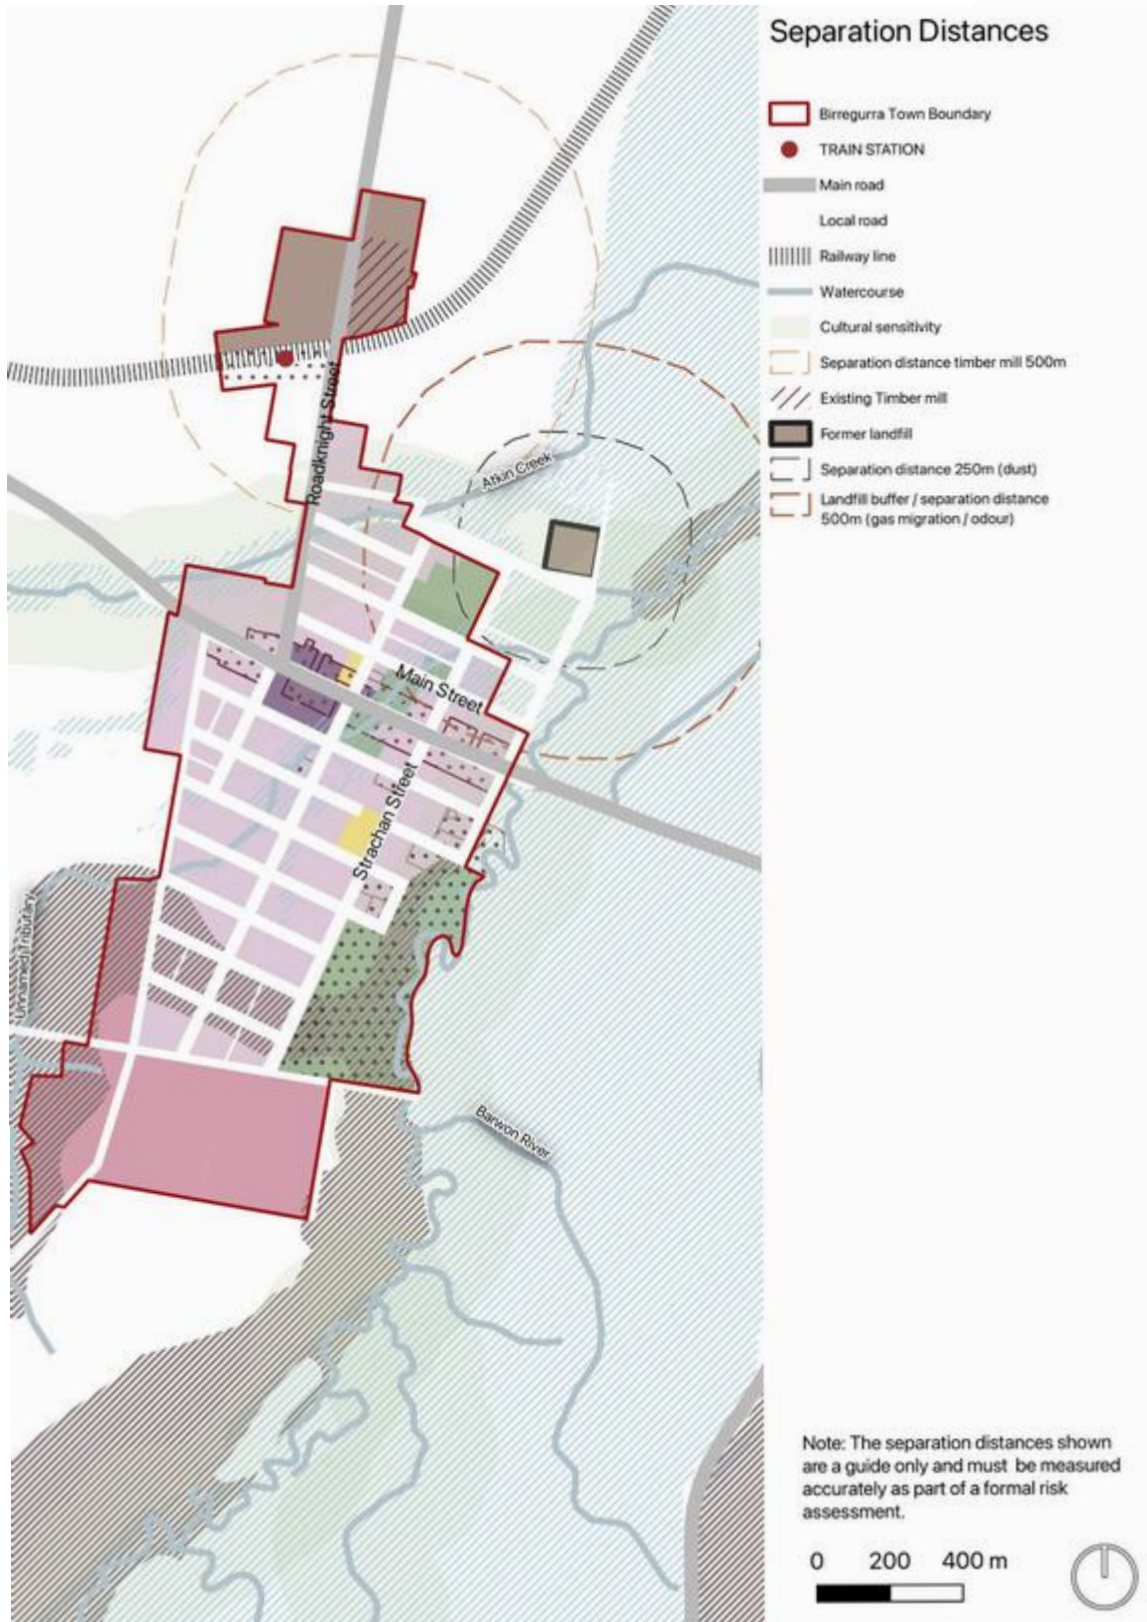 Separation Distances
Birregurra Town Boundary
TRAIN STATION
Main road
Local road
Railway line
Watercourse
Cultural sensitivity
Separation distance timber mill 500m
Existing Timber mill
Former landfill
Separation distance 250m (dust)
Landfill buffer / separation distance
500m (gas migration / odour)
Roadknight Street
Atkin Creek
Main Street
Strachan Street
Unnamed Tributary
Barwon River
Note: The separation distances shown
are a guide only and must be measured
accurately as part of a formal risk
assessment.
0 200 400 m